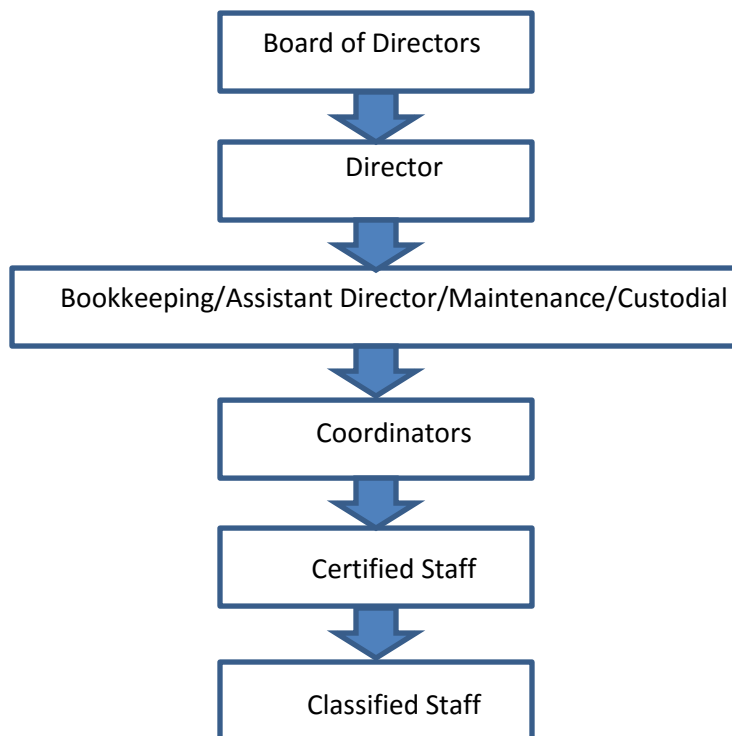 Board of Directors
Director
Bookkeeping/Assistant Director/Maintenance/Custodial
Coordinators
Certified Staff
Classified Staff